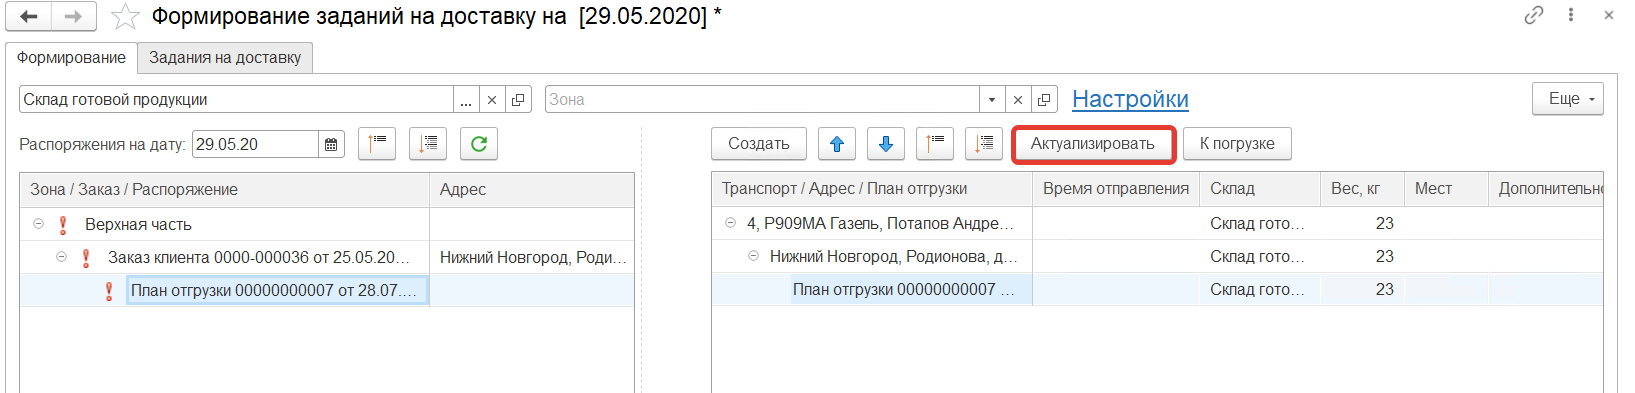 Формирование заданий на доставку на [29.05.2020] *
Формирование Задания на доставку
Склад готовой продукции ... Зона Настройки Еще
Распоряжения на дату: 29.05.20 Создать Актуализировать К погрузке
Зона / Заказ / Распоряжение Адрес Транспорт / Адрес / План отгрузки Время отправления Склад Вес, кг Мест Дополнительно
Верхная часть 4, Р909МА Газель, Потапов Андре... Склад гото... 23
Заказ клиента 0000-000036 от 25.05.20... Нижний Новгород, Роди... Нижний Новгород, Родионова, д... Склад гото... 23
План отгрузки 00000000007 от 28.07.... План отгрузки 00000000007 ... Склад гото... 23